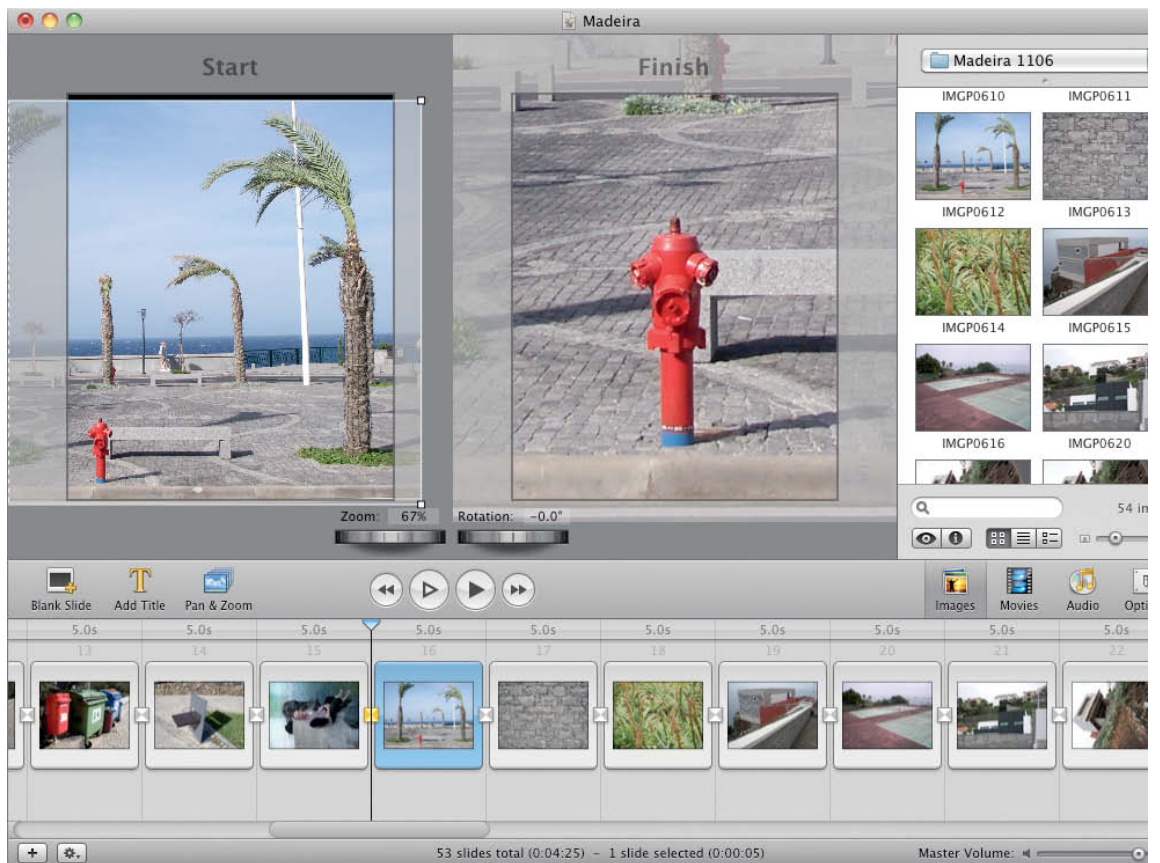 Madeira
Start
Finish
Madeira 1106
IMGP0610
IMGP0611
IMGP0612
IMGP0613
IMGP0614
IMGP0615
IMGP0616
IMGP0620
Zoom: 67%
Rotation: -0.0°
54 im
Blank Slide
Add Title
Pan & Zoom
Images
Movies
Audio
Opti
5.0s 5.0s 5.0s 5.0s 5.0s 5.0s 5.0s 5.0s 5.0s 5.0s
13 14 15 16 17 18 19 20 21 22
53 slides total (0:04:25) – 1 slide selected (0:00:05)
Master Volume: